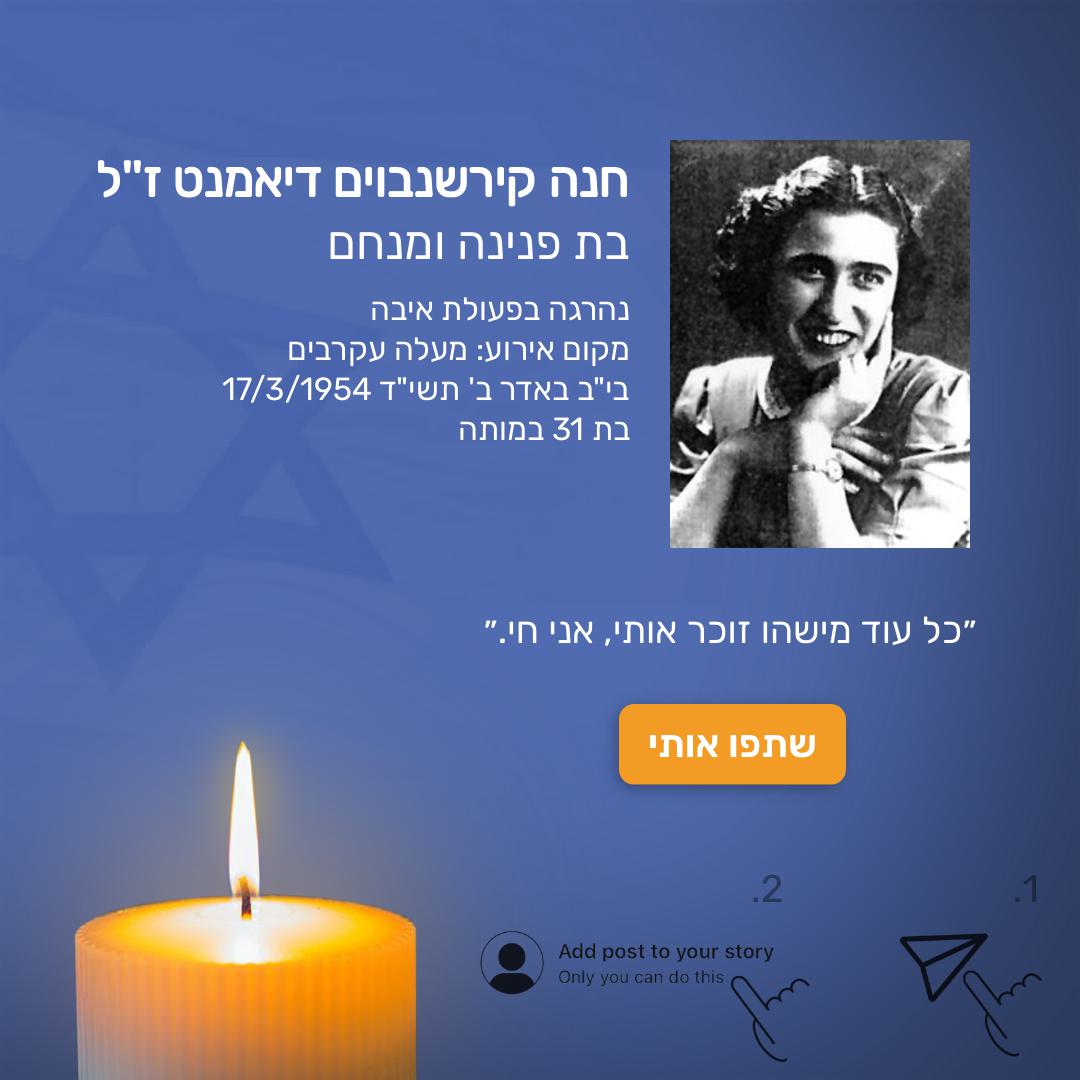 חנה קירשנבוים דיאמנט ז"ל
בת פנינה ומנחם
נהרגה בפעולת איבה
מקום אירוע: מעלה עקרבים
בי"ב באדר ב' תשי"ד 17/3/1954
בת 31 במותה
״כל עוד מישהו זוכר אותי, אני חי.״
שתפו אותי
1.
2.
Add post to your story
Only you can do this